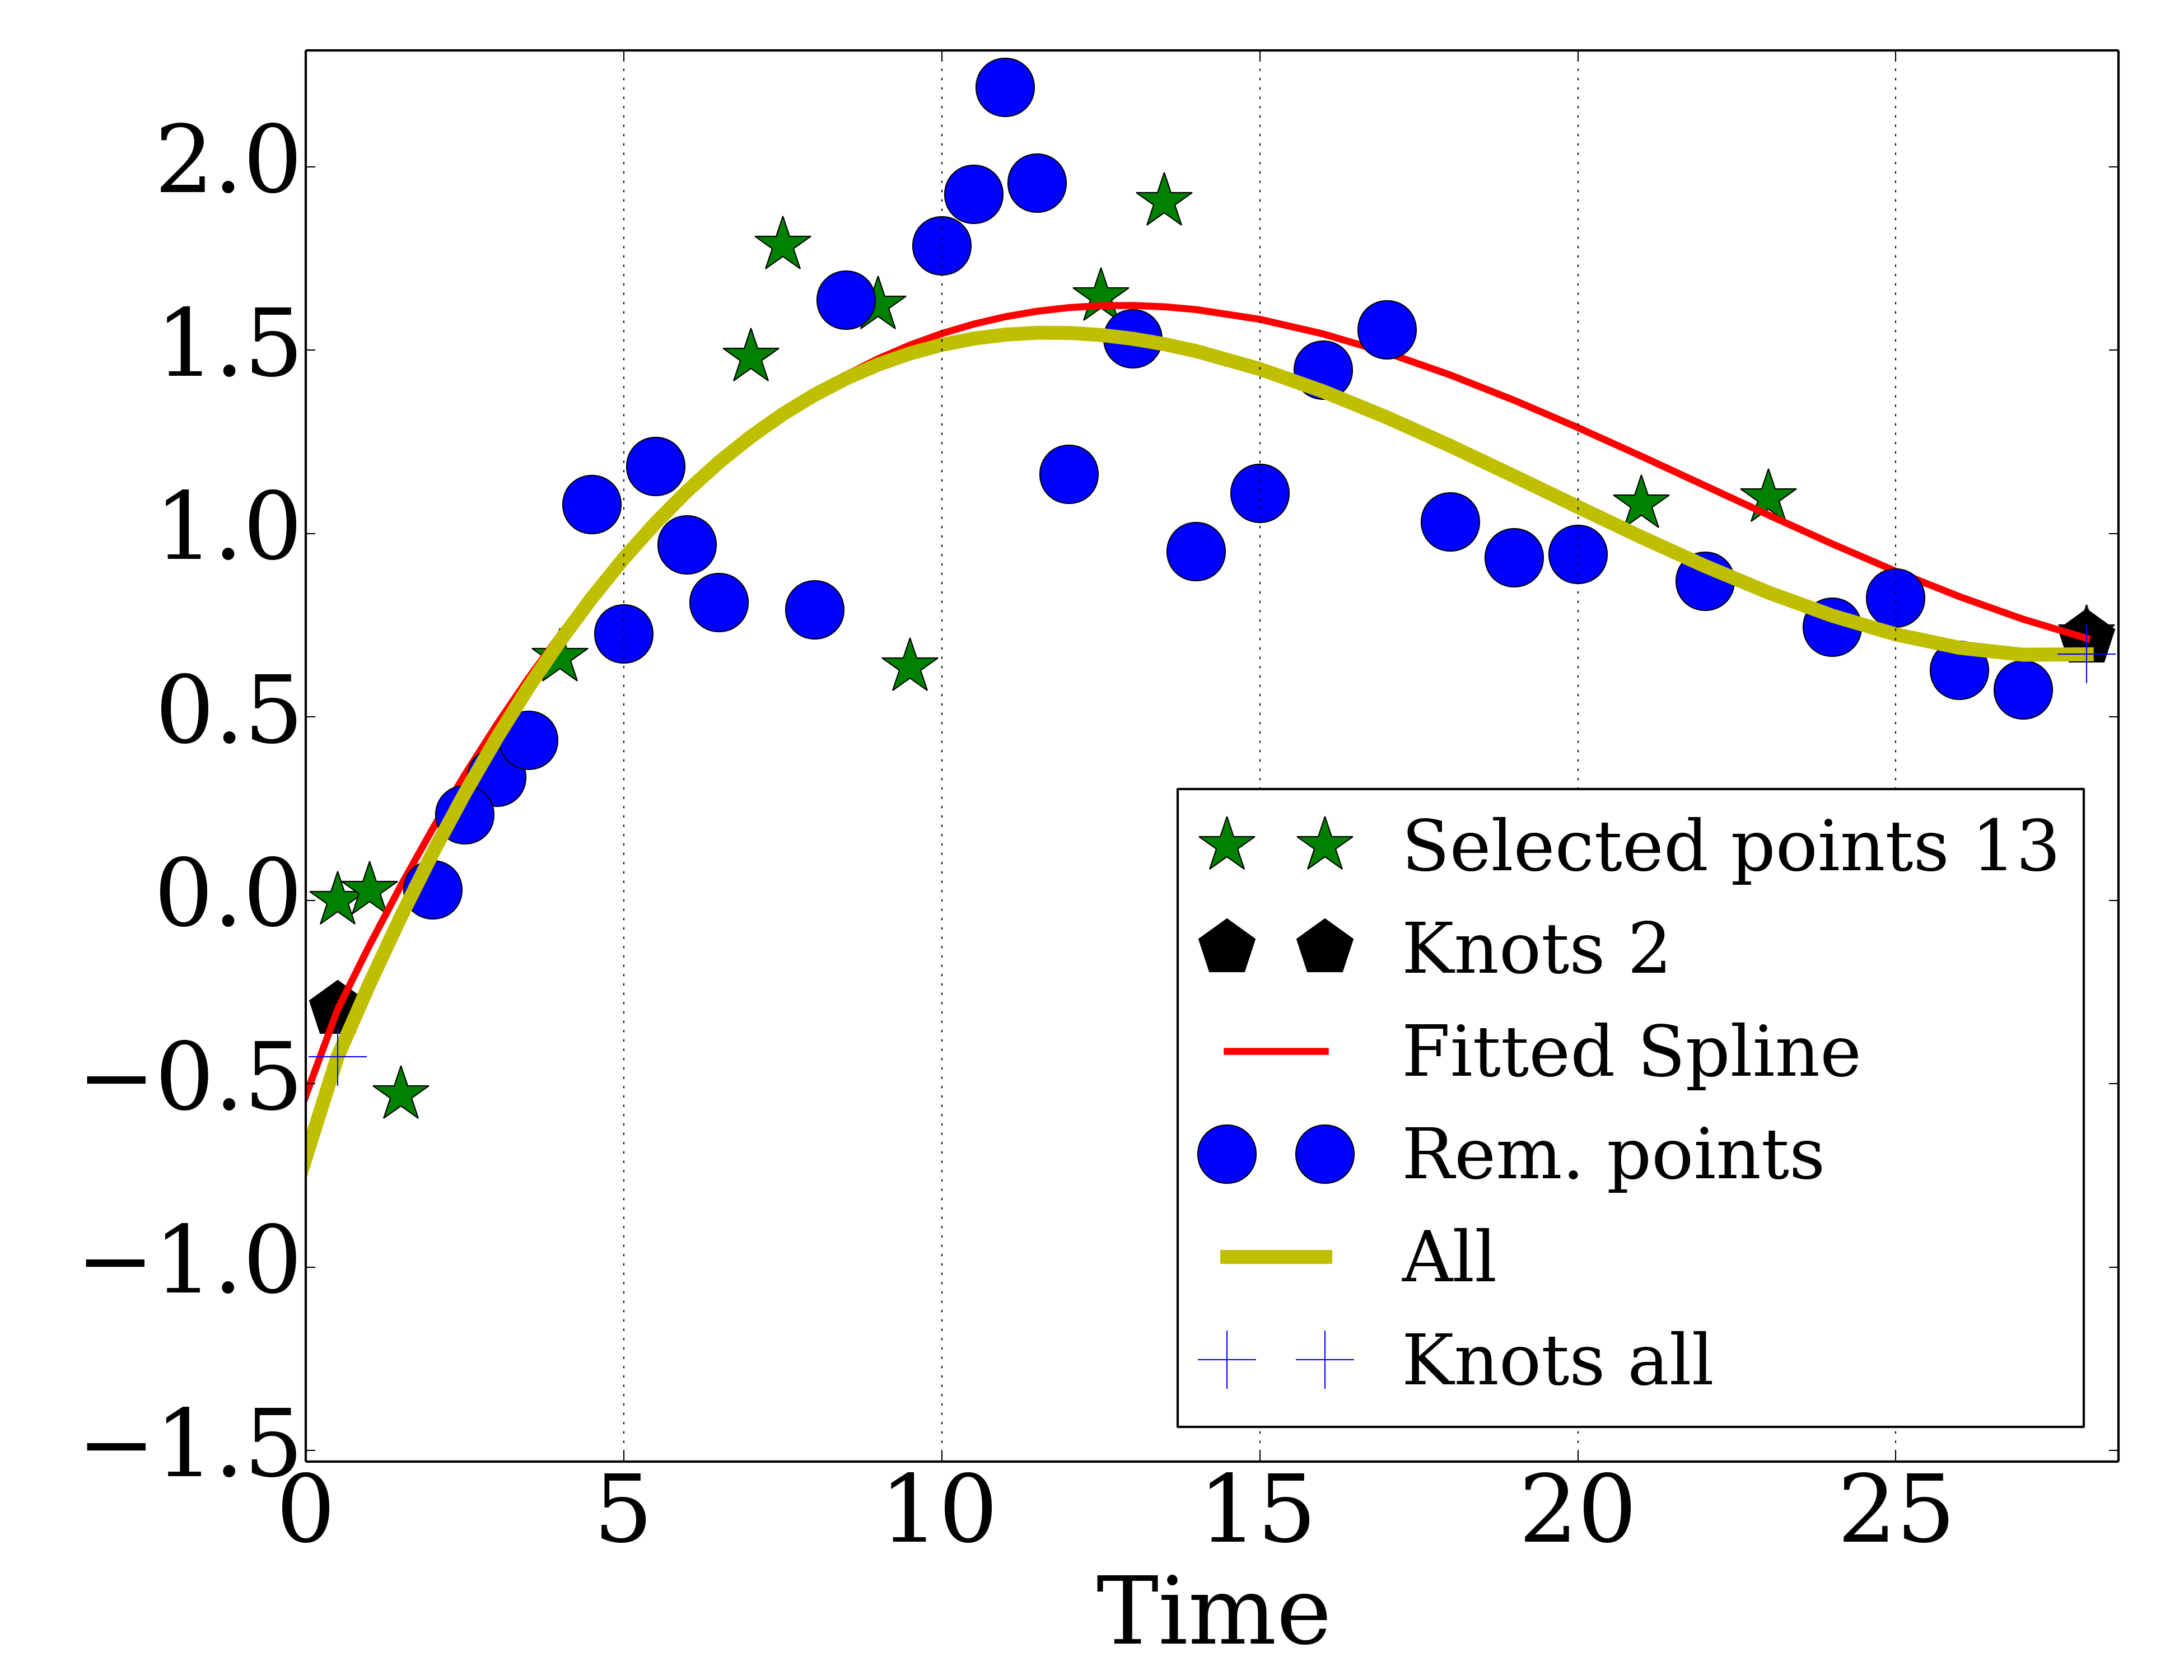 2.0
1.5
1.0
0.5
0.0
−0.5
−1.0
−1.5
0 5 10 15 20 25
Time
Selected points 13
Knots 2
Fitted Spline
Rem. points
All
Knots all